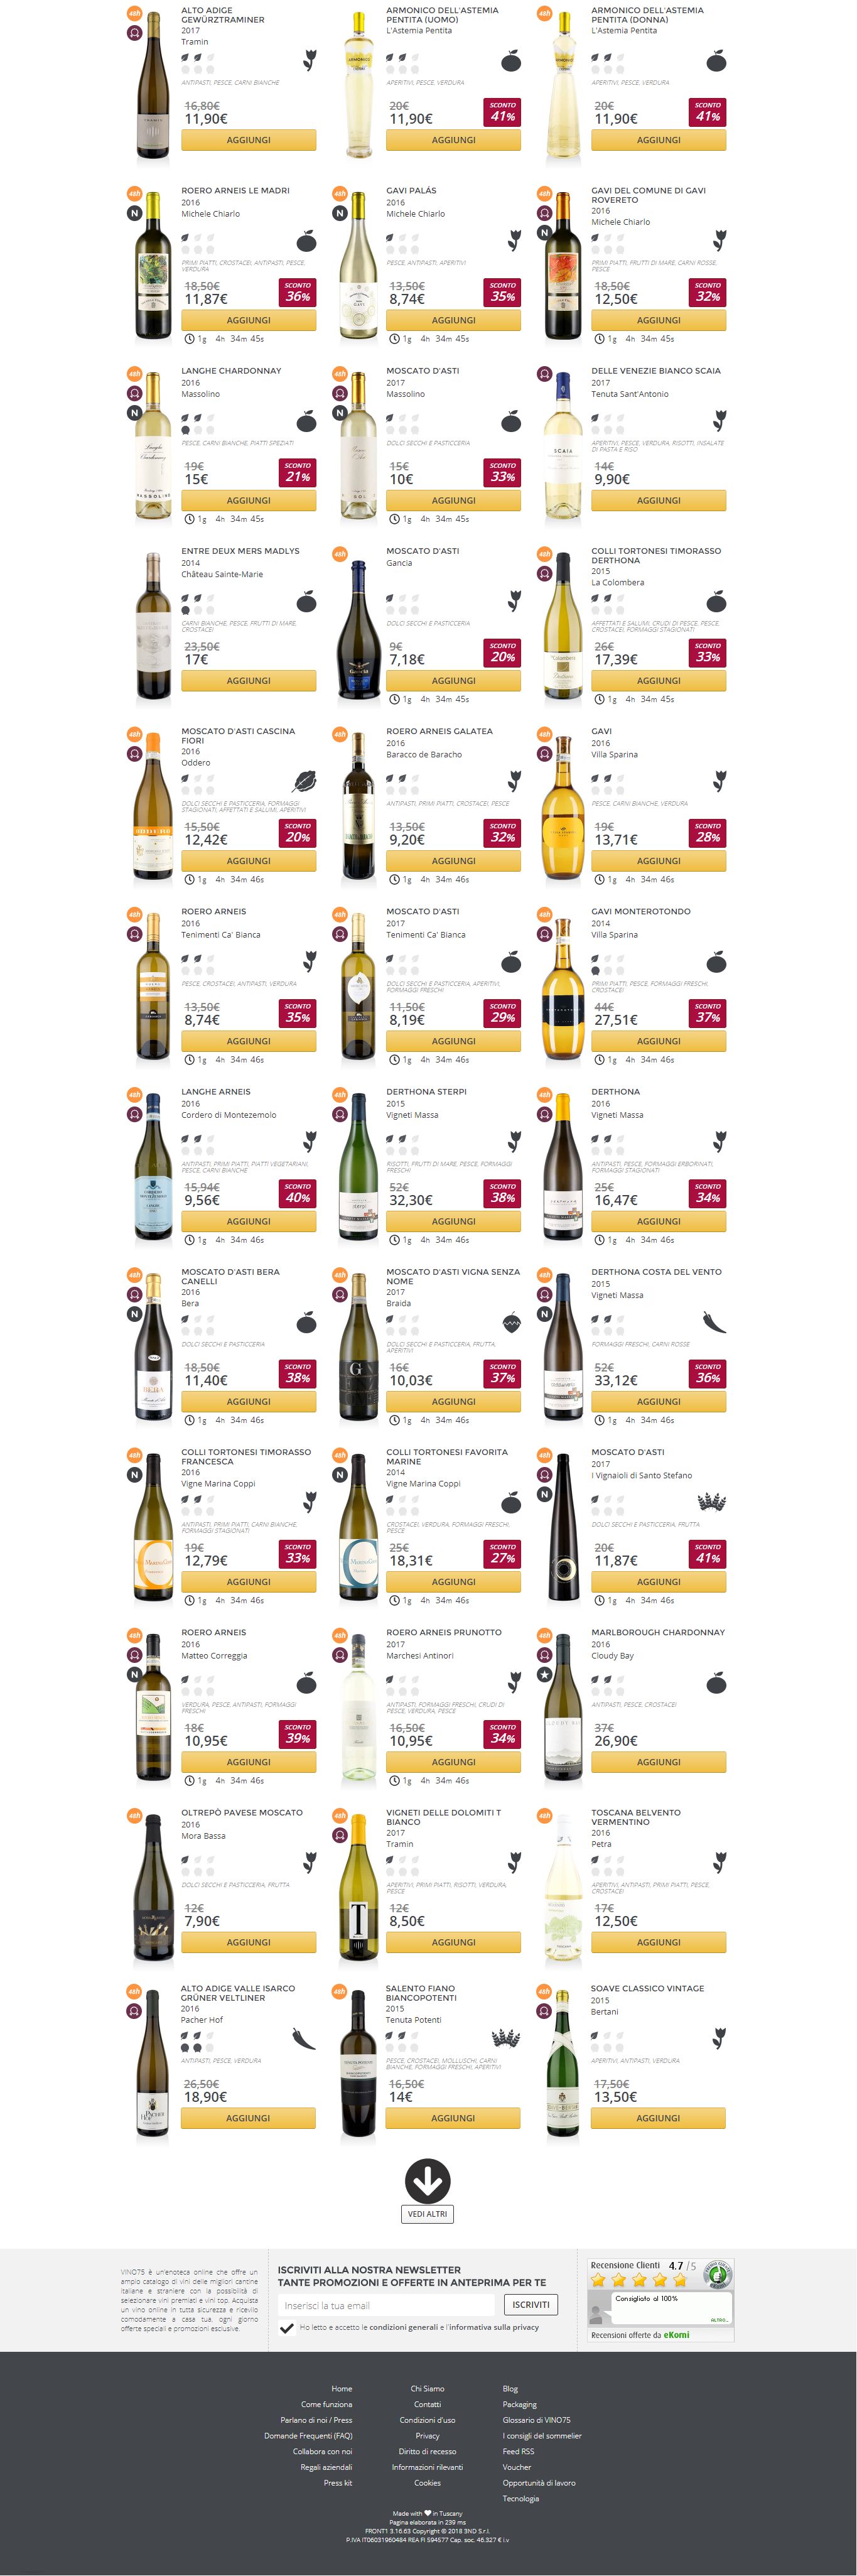 48h
ALTO ADIGE
GEWÜRZTRAMINER
2017
Tramin
ANTIPASTI, PESCE, CARNI BIANCHE
16,80€
11,90€
AGGIUNGI
ARMONICO DELL'ASTEMIA
PENTITA (UOMO)
L'Astemia Pentita
APERITIVI, PESCE, VERDURA
20€
11,90€
SCONTO
41%
AGGIUNGI
48h
ARMONICO DELL'ASTEMIA
PENTITA (DONNA)
L'Astemia Pentita
APERITIVI, PESCE, VERDURA
20€
11,90€
SCONTO
41%
AGGIUNGI
48h
N
ROERO ARNEIS LE MADRI
2016
Michele Chiarlo
PRIMI PIATTI, CROSTACEI, ANTIPASTI, PESCE,
VERDURA
18,50€
11,87€
SCONTO
36%
AGGIUNGI
1g 4h 34m 45s
48h
N
GAVI PALÁS
2016
Michele Chiarlo
PESCE, ANTIPASTI, APERITIVI
13,50€
8,74€
SCONTO
35%
AGGIUNGI
1g 4h 34m 45s
48h
N
GAVI DEL COMUNE DI GAVI
ROVERETO
2016
Michele Chiarlo
PRIMI PIATTI, FRUTTI DI MARE, CARNI ROSSE,
PESCE
18,50€
12,50€
SCONTO
32%
AGGIUNGI
1g 4h 34m 45s
48h
N
LANGHE CHARDONNAY
2016
Massolino
PESCE, CARNI BIANCHE, PIATTI SPEZIATI
19€
15€
SCONTO
21%
AGGIUNGI
1g 4h 34m 45s
48h
N
MOSCATO D'ASTI
2017
Massolino
DOLCI SECCHI E PASTICCERIA
15€
10€
SCONTO
33%
AGGIUNGI
1g 4h 34m 45s
DELLE VENEZIE BIANCO SCAIA
2017
Tenuta Sant'Antonio
SCAIA
APERITIVI, PESCE, VERDURA, RISOTTI, INSALATE
DI PASTA E RISO
14€
9,90€
AGGIUNGI
ENTRE DEUX MERS MADLYS
2014
Château Sainte-Marie
CARNI BIANCHE, PESCE, FRUTTI DI MARE,
CROSTACEI
23,50€
17€
AGGIUNGI
48h
MOSCATO D'ASTI
Gancia
DOLCI SECCHI E PASTICCERIA
9€
7,18€
SCONTO
20%
AGGIUNGI
1g 4h 34m 45s
48h
COLLI TORTONESI TIMORASSO
DERTHONA
2015
La Colombera
AFFETTATI E SALUMI, CRUDI DI PESCE, PESCE,
CROSTACEI, FORMAGGI STAGIONATI
26€
17,39€
SCONTO
33%
AGGIUNGI
1g 4h 34m 45s
48h
MOSCATO D'ASTI CASCINA
FIORI
2016
Oddero
DOLCI SECCHI E PASTICCERIA, FORMAGGI
STAGIONATI, AFFETTATI E SALUMI, APERITIVI
15,50€
12,42€
SCONTO
20%
AGGIUNGI
1g 4h 34m 46s
48h
ROERO ARNEIS GALATEA
2016
Baracco de Baracho
ANTIPASTI, PRIMI PIATTI, CROSTACEI, PESCE
13,50€
9,20€
SCONTO
32%
AGGIUNGI
1g 4h 34m 46s
48h
GAVI
2016
Villa Sparina
PESCE, CARNI BIANCHE, VERDURA
19€
13,71€
SCONTO
28%
AGGIUNGI
1g 4h 34m 46s
48h
ROERO ARNEIS
2016
Tenimenti Ca' Bianca
PESCE, CROSTACEI, ANTIPASTI, VERDURA
13,50€
8,74€
SCONTO
35%
AGGIUNGI
1g 4h 34m 46s
48h
MOSCATO D'ASTI
2017
Tenimenti Ca' Bianca
DOLCI SECCHI E PASTICCERIA, APERITIVI,
FORMAGGI FRESCHI
11,50€
8,19€
SCONTO
29%
AGGIUNGI
1g 4h 34m 46s
48h
GAVI MONTEROTONDO
2014
Villa Sparina
PRIMI PIATTI, PESCE, FORMAGGI FRESCHI,
CROSTACEI
44€
27,51€
SCONTO
37%
AGGIUNGI
1g 4h 34m 46s
48h
LANGHE ARNEIS
2016
Cordero di Montezemolo
ANTIPASTI, PRIMI PIATTI, PIATTI VEGETARIANI,
PESCE, CARNI BIANCHE
15,94€
9,56€
SCONTO
40%
AGGIUNGI
1g 4h 34m 46s
48h
DERTHONA STERPI
2015
Vigneti Massa
RISOTTI, FRUTTI DI MARE, PESCE, FORMAGGI
FRESCHI
52€
32,30€
SCONTO
38%
AGGIUNGI
1g 4h 34m 46s
48h
DERTHONA
2016
Vigneti Massa
ANTIPASTI, PESCE, FORMAGGI ERBORINATI,
FORMAGGI STAGIONATI
25€
16,47€
SCONTO
34%
AGGIUNGI
1g 4h 34m 46s
48h
N
MOSCATO D'ASTI BERA
CANELLI
2016
Bera
DOLCI SECCHI E PASTICCERIA
18,50€
11,40€
SCONTO
38%
AGGIUNGI
1g 4h 34m 46s
48h
MOSCATO D'ASTI VIGNA SENZA
NOME
2017
Braida
DOLCI SECCHI E PASTICCERIA, FRUTTA,
APERITIVI
16€
10,03€
SCONTO
37%
AGGIUNGI
1g 4h 34m 46s
48h
N
DERTHONA COSTA DEL VENTO
2015
Vigneti Massa
FORMAGGI FRESCHI, CARNI ROSSE
52€
33,12€
SCONTO
36%
AGGIUNGI
1g 4h 34m 46s
48h
N
COLLI TORTONESI TIMORASSO
FRANCESCA
2016
Vigne Marina Coppi
ANTIPASTI, PRIMI PIATTI, CARNI BIANCHE,
FORMAGGI STAGIONATI
19€
12,79€
SCONTO
33%
AGGIUNGI
1g 4h 34m 46s
48h
N
COLLI TORTONESI FAVORITA
MARINE
2014
Vigne Marina Coppi
CROSTACEI, VERDURA, FORMAGGI FRESCHI,
PESCE
25€
18,31€
SCONTO
27%
AGGIUNGI
1g 4h 34m 46s
48h
N
MOSCATO D'ASTI
2017
I Vignaioli di Santo Stefano
DOLCI SECCHI E PASTICCERIA, FRUTTA
20€
11,87€
SCONTO
41%
AGGIUNGI
1g 4h 34m 46s
48h
N
ROERO ARNEIS
2016
Matteo Correggia
VERDURA, PESCE, ANTIPASTI, FORMAGGI
FRESCHI
18€
10,95€
SCONTO
39%
AGGIUNGI
1g 4h 34m 46s
48h
ROERO ARNEIS PRUNOTTO
2017
Marchesi Antinori
ANTIPASTI, FORMAGGI FRESCHI, CRUDI DI
PESCE, VERDURA, PESCE
16,50€
10,95€
SCONTO
34%
AGGIUNGI
1g 4h 34m 46s
48h
MARLBOROUGH CHARDONNAY
2016
Cloudy Bay
ANTIPASTI, PESCE, CROSTACEI
37€
26,90€
AGGIUNGI
48h
OLTREPÒ PAVESE MOSCATO
2016
Mora Bassa
DOLCI SECCHI E PASTICCERIA, FRUTTA
12€
7,90€
AGGIUNGI
48h
VIGNETI DELLE DOLOMITI T
BIANCO
2017
Tramin
T
APERITIVI, PRIMI PIATTI, RISOTTI, VERDURA,
PESCE
12€
8,50€
AGGIUNGI
48h
TOSCANA BELVENTO
VERMENTINO
2016
Petra
APERITIVI, ANTIPASTI, PRIMI PIATTI, PESCE,
CROSTACEI
17€
12,50€
AGGIUNGI
48h
ALTO ADIGE VALLE ISARCO
GRÜNER VELTLINER
2016
Pacher Hof
ANTIPASTI, PESCE, VERDURA
26,50€
18,90€
AGGIUNGI
48h
SALENTO FIANO
BIANCOPOTENTI
2015
Tenuta Potenti
PESCE, CROSTACEI, MOLLUSCHI, CARNI
BIANCHE, FORMAGGI FRESCHI, APERITIVI
16,50€
14€
AGGIUNGI
48h
SOAVE CLASSICO VINTAGE
2015
Bertani
APERITIVI, ANTIPASTI, VERDURA
17,50€
13,50€
AGGIUNGI
VEDI ALTRI
VINO75 è un'enoteca online che offre un
ampio catalogo di vini delle migliori cantine
italiane e straniere con la possibilità di
selezionare vini premiati e vini top. Acquista
un vino online in tutta sicurezza e ricevilo
comodamente a casa tua, ogni giorno
offerte speciali e promozioni esclusive.
ISCRIVITI ALLA NOSTRA NEWSLETTER
TANTE PROMOZIONI E OFFERTE IN ANTEPRIMA PER TE
Inserisci la tua email
ISCRIVITI
Ho letto e accetto le condizioni generali e l'informativa sulla privacy
Recensione Clienti 4.7 / 5
Consigliato al 100%
ALTRO...
Recensioni offerte da eKomi
Home
Come funziona
Parlano di noi / Press
Domande Frequenti (FAQ)
Collabora con noi
Regali aziendali
Press kit
Chi Siamo
Contatti
Condizioni d'uso
Privacy
Diritto di recesso
Informazioni rilevanti
Cookies
Blog
Packaging
Glossario di VINO75
I consigli del sommelier
Feed RSS
Voucher
Opportunità di lavoro
Tecnologia
Made with in Tuscany
Pagina elaborata in 239 ms
FRONT1 3.16.63 Copyright © 2018 3ND S.r.l.
P.IVA IT06031960484 REA FI 594577 Cap. soc. 46.327 € i.v